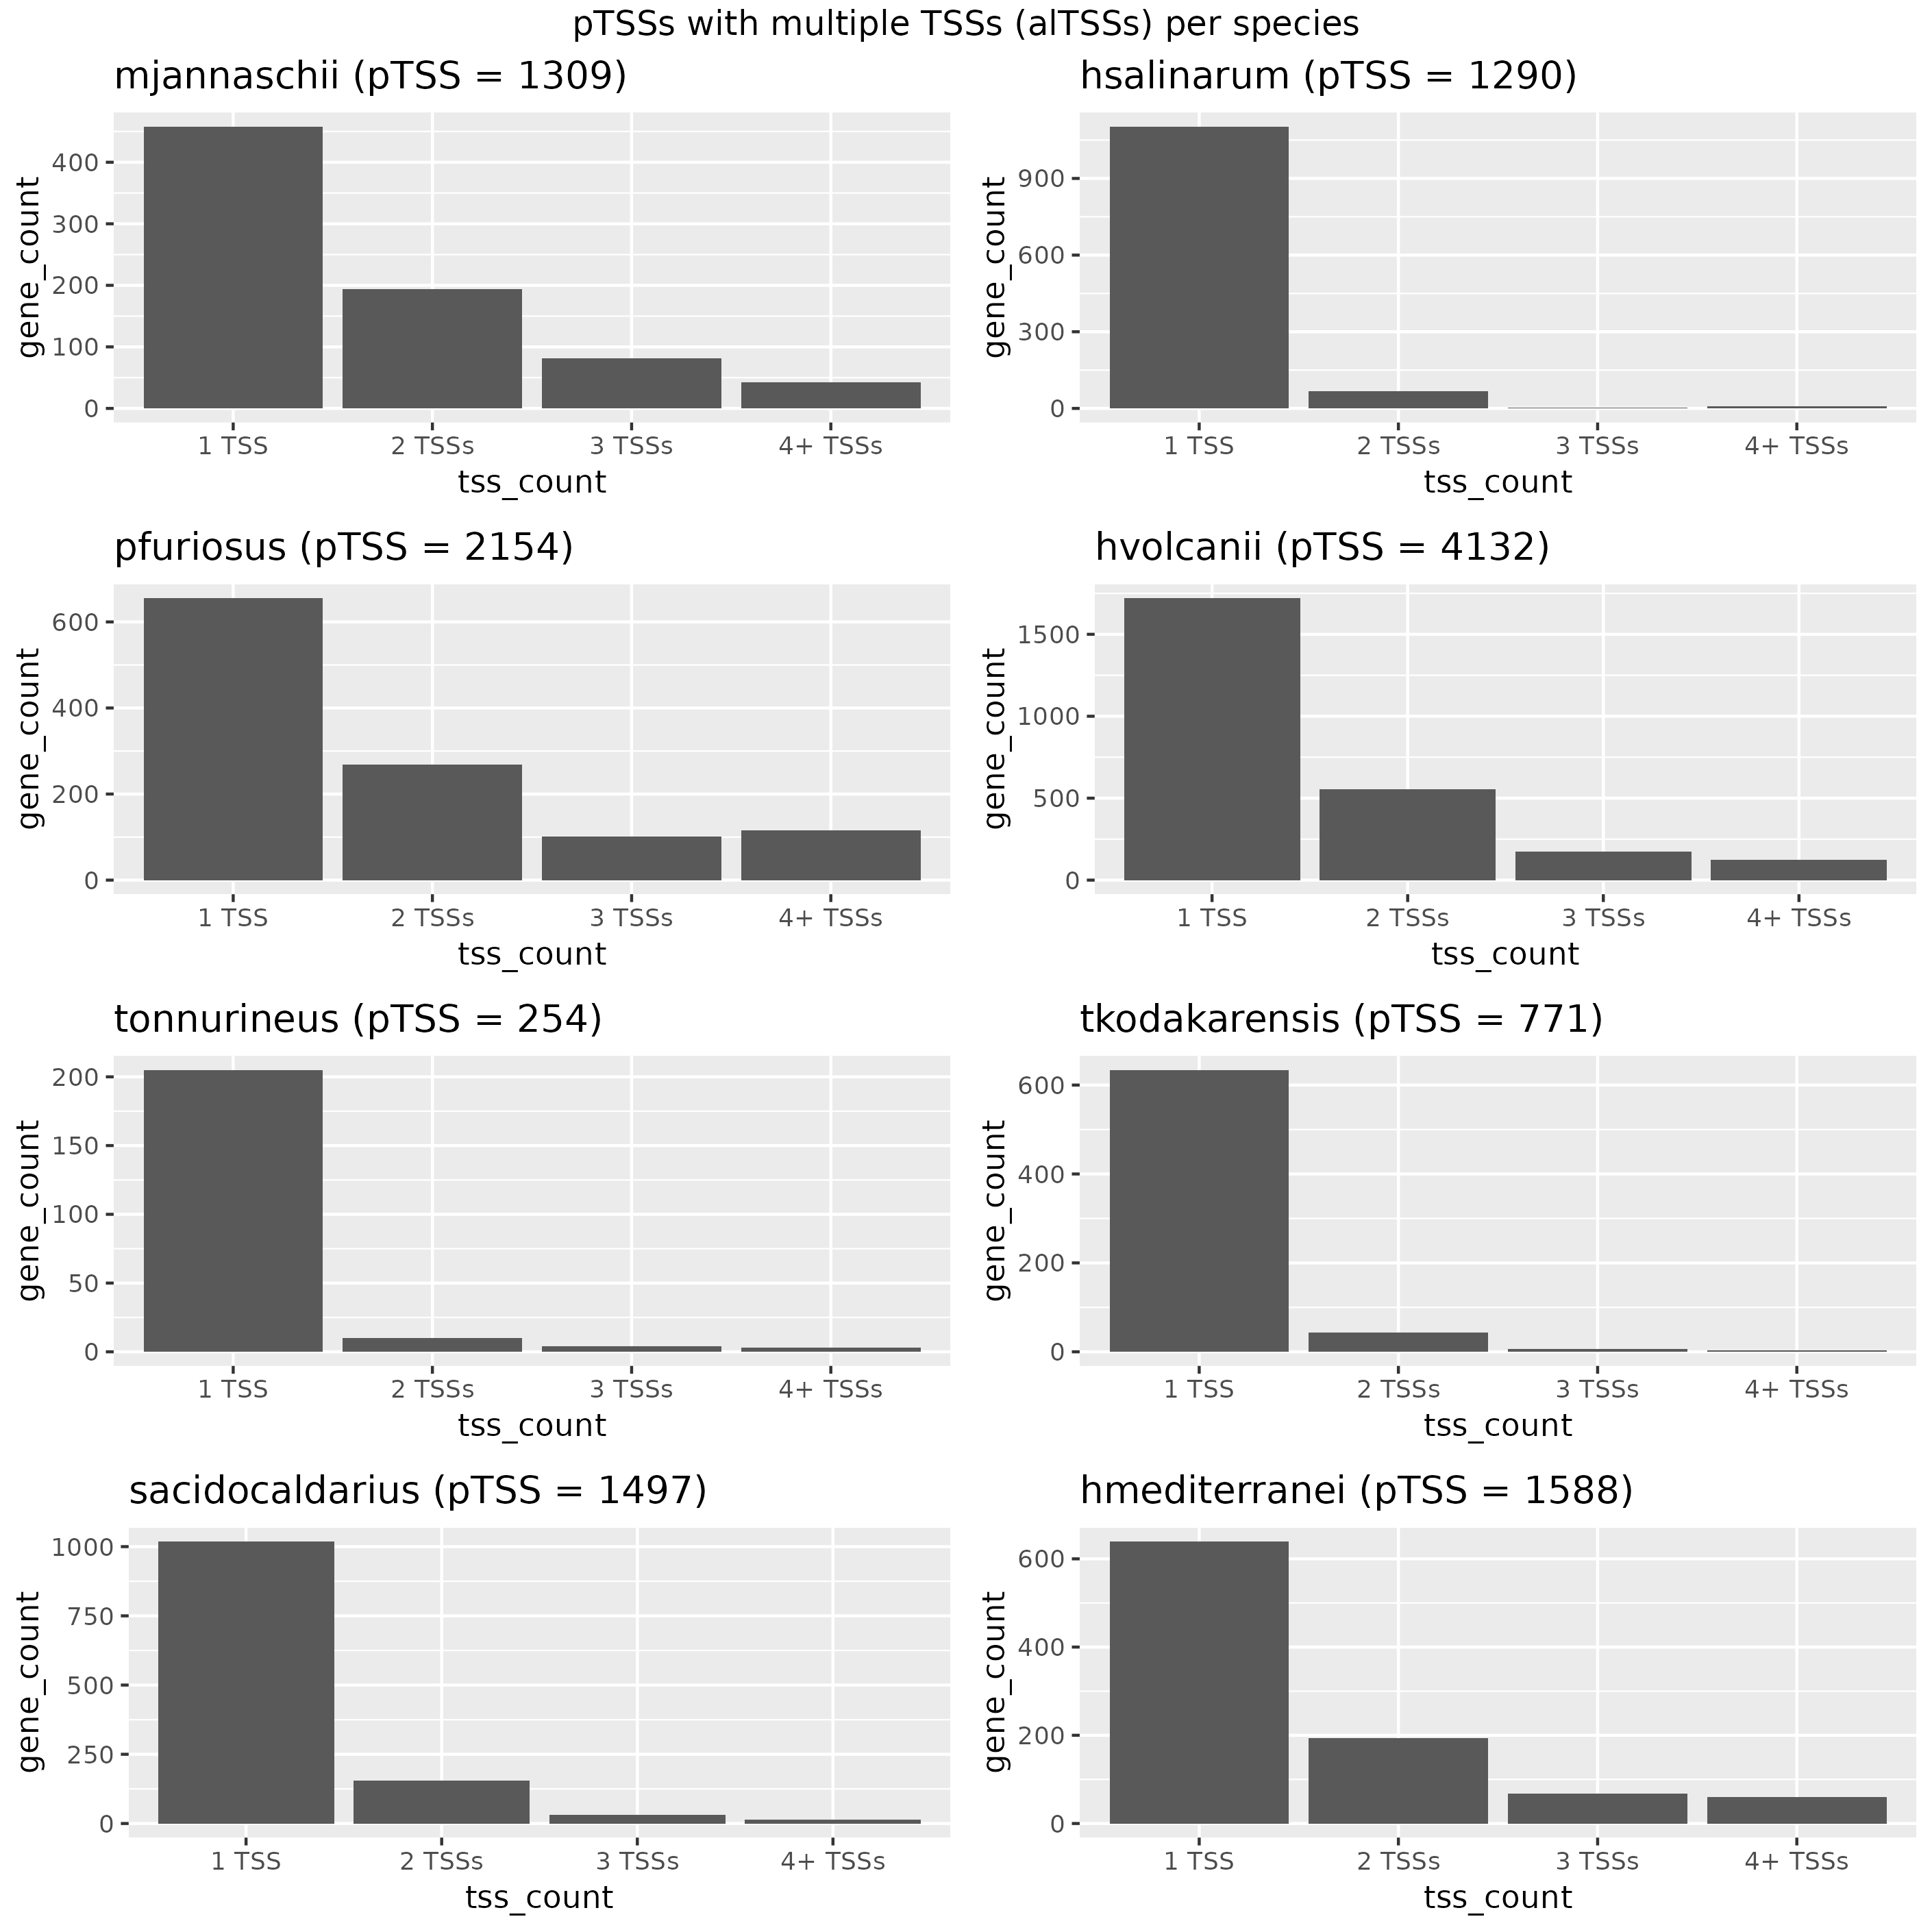 pTSSs with multiple TSSs (alTSSs) per species
mjannaschii (pTSS = 1309)
gene_count
400
300
200
100
0
1 TSS 2 TSSs 3 TSSs 4+ TSSs
tss_count
hsalinarum (pTSS = 1290)
gene_count
900
600
300
0
1 TSS 2 TSSs 3 TSSs 4+ TSSs
tss_count
pfuriosus (pTSS = 2154)
gene_count
600
400
200
0
1 TSS 2 TSSs 3 TSSs 4+ TSSs
tss_count
hvolcanii (pTSS = 4132)
gene_count
1500
1000
500
0
1 TSS 2 TSSs 3 TSSs 4+ TSSs
tss_count
tonnurineus (pTSS = 254)
gene_count
200
150
100
50
0
1 TSS 2 TSSs 3 TSSs 4+ TSSs
tss_count
tkodakarensis (pTSS = 771)
gene_count
600
400
200
0
1 TSS 2 TSSs 3 TSSs 4+ TSSs
tss_count
sacidocaldarius (pTSS = 1497)
gene_count
1000
750
500
250
0
1 TSS 2 TSSs 3 TSSs 4+ TSSs
tss_count
hmediterranei (pTSS = 1588)
gene_count
600
400
200
0
1 TSS 2 TSSs 3 TSSs 4+ TSSs
tss_count